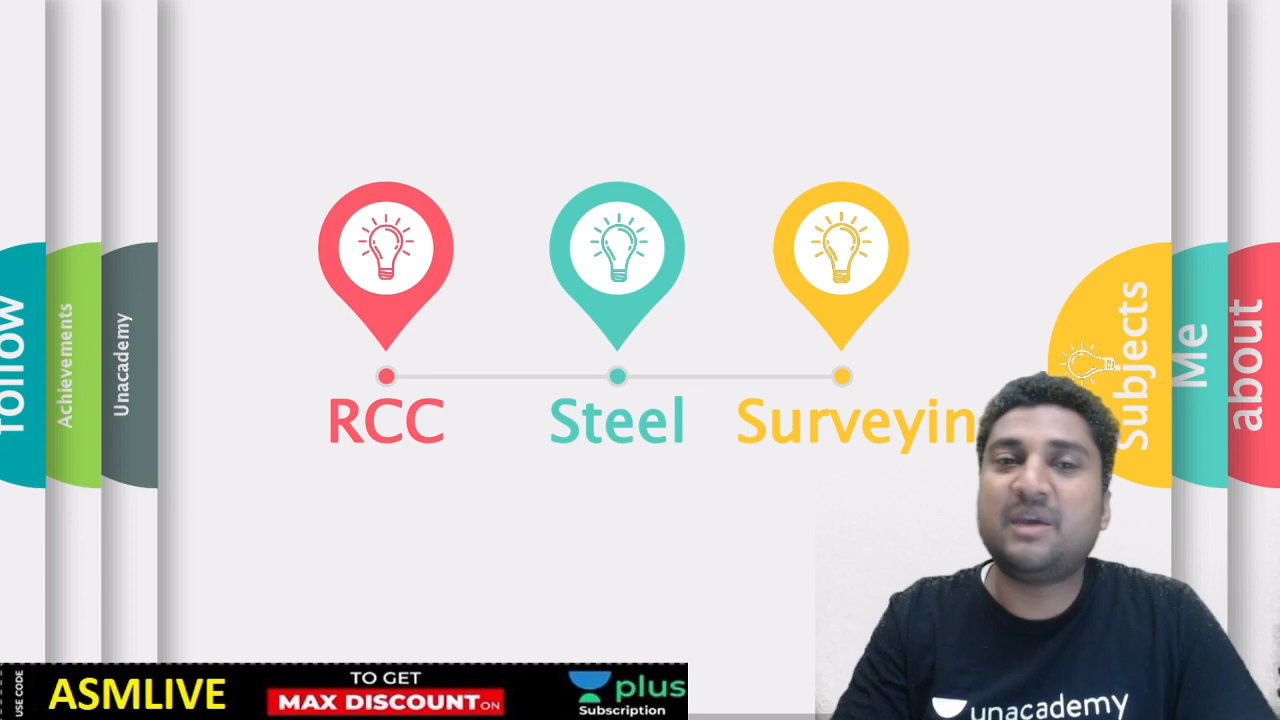 follow
Achievements
Unacademy
RCC
Steel
Surveyin
Subjects
Me
about
USE CODE
ASMLIVE
TO GET
MAX DISCOUNT ON
plus
Subscription
unacademy